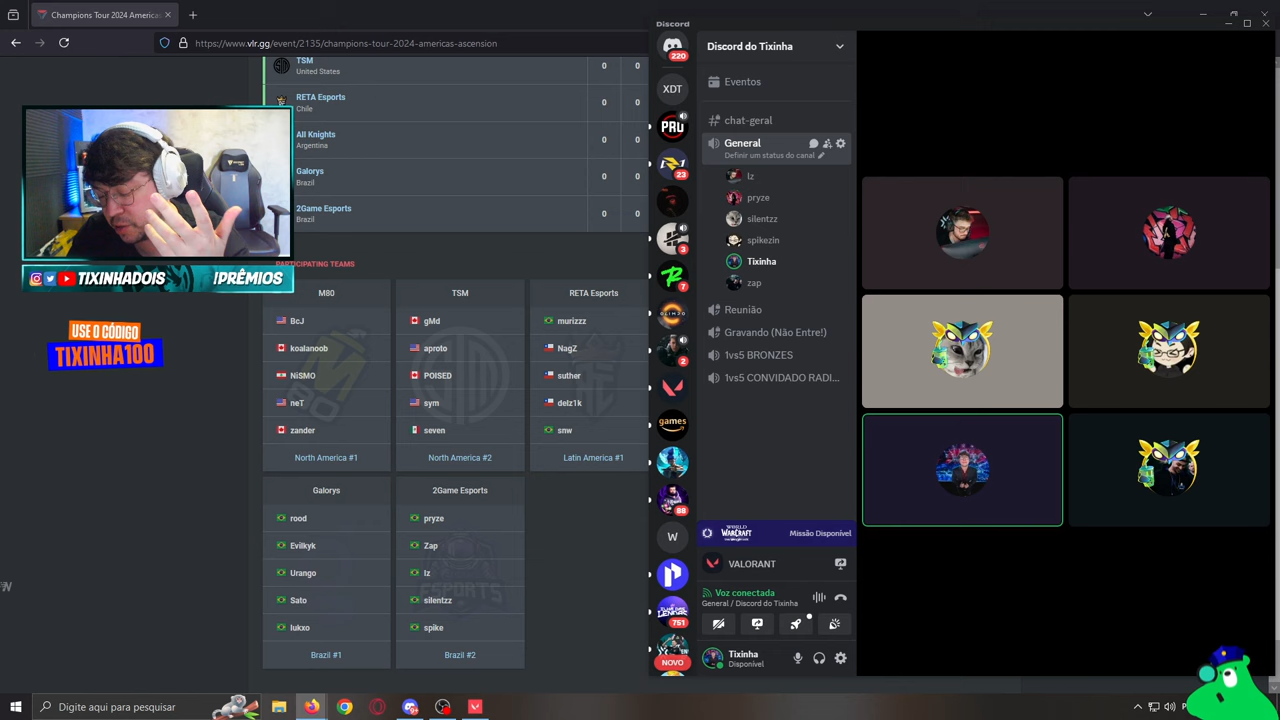 Champions Tour 2024 America
https://www.vlr.gg/event/2135/champions-tour-2024-americas-ascension
TSM
United States
0
0
RETA Esports
Chile
0
0
All Knights
Argentina
0
0
Galorys
Brazil
0
0
2Game Esports
Brazil
0
0
PARTICIPATING TEAMS
M80
BcJ
koalanoob
NiSMO
neT
zander
North America #1
TSM
gMd
aproto
POISED
sym
seven
North America #2
RETA Esports
murizzz
NagZ
suther
delz1k
snw
Latin America #1
Galorys
rood
Evilkyk
Urango
Sato
lukxo
Brazil #1
2Game Esports
pryze
Zap
lz
silentzz
spike
Brazil #2
TIXINHADOIS
!PRÊMIOS
USE O CÓDIGO
TIXINHA100
Discord
220
XDT
PRU
23
3
7
OLIMPO
2
games
88
W
751
NOVO
Discord do Tixinha
Eventos
chat-geral
General
Definir um status do canal
lz
pryze
silentzz
spikezin
Tixinha
zap
Reunião
Gravando (Não Entre!)
1vs5 BRONZES
1vs5 CONVIDADO RADI...
WORLD
WARCRAFT
Missão Disponível
VALORANT
Voz conectada
General / Discord do Tixinha
Tixinha
Disponível
Digite aqui para pesquisar